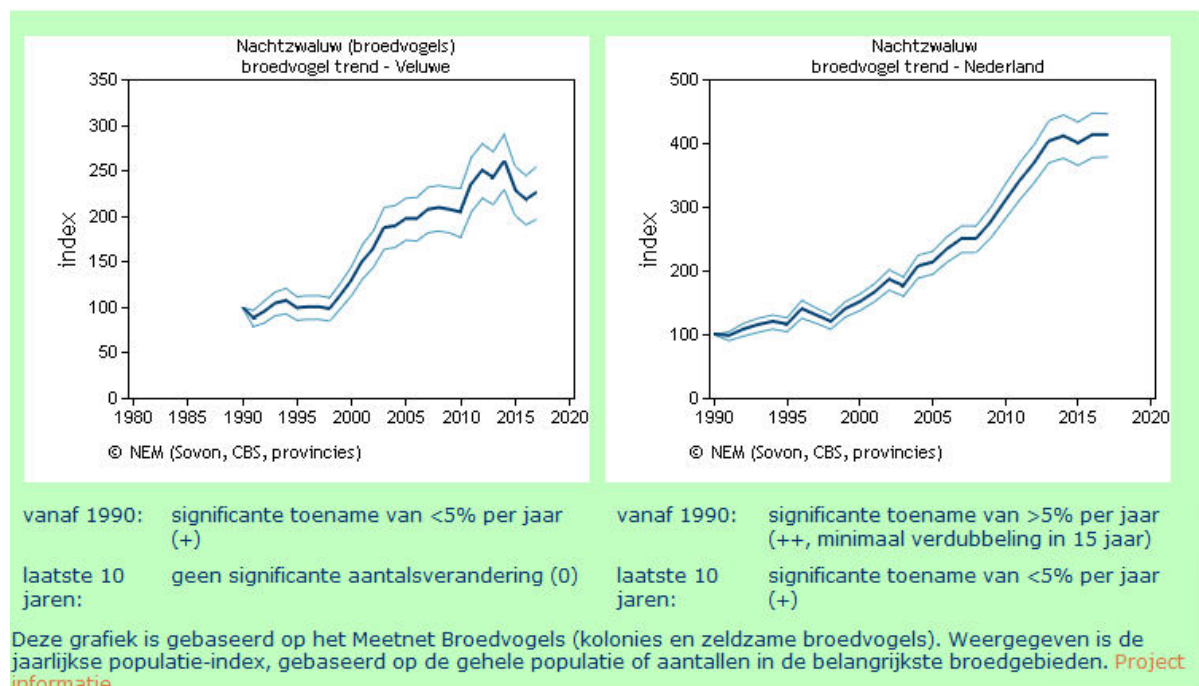 Nachtzwaluw (broedvogels)
broedvogel trend - Veluwe
350
300
250
200
150
100
50
0
index
1980 1985 1990 1995 2000 2005 2010 2015 2020
© NEM (Sovon, CBS, provincies)
Nachtzwaluw
broedvogel trend - Nederland
500
400
300
200
100
0
index
1990 1995 2000 2005 2010 2015 2020
© NEM (Sovon, CBS, provincies)
vanaf 1990: significante toename van <5% per jaar
(+)
laatste 10 geen significante aantalsverandering (0)
jaren:
vanaf 1990: significante toename van >5% per jaar
(++, minimaal verdubbeling in 15 jaar)
laatste 10 significante toename van <5% per jaar
jaren: (+)
Deze grafiek is gebaseerd op het Meetnet Broedvogels (kolonies en zeldzame broedvogels). Weergegeven is de
jaarlijkse populatie-index, gebaseerd op de gehele populatie of aantallen in de belangrijkste broedgebieden. Project
informatie